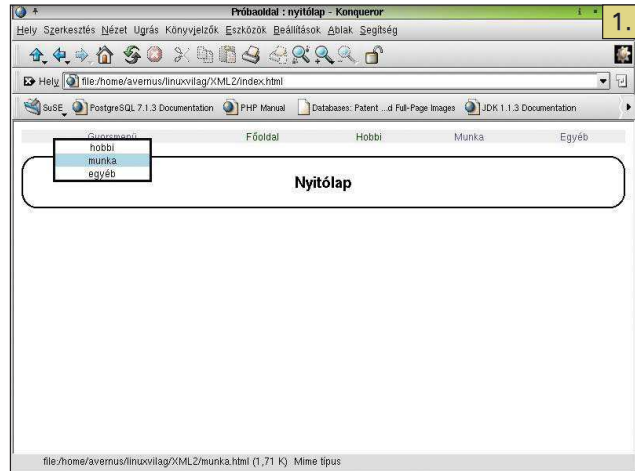 Próbaoldal : nyitólap - Konqueror
1.
Hely Szerkesztés Nézet Ugrás Könyvjelzők Eszközök Beállítások Ablak Segítség
Hely file:/home/avernus/linuxvilag/XML2/index.html
SuSE PostgreSQL 7.1.3 Documentation PHP Manual Databases: Patent ...d Full-Page Images JDK 1.1.3 Documentation
Gyorsmenü Főoldal Hobbi Munka Egyéb
hobbi
munka
egyéb
Nyitólap
file:/home/avernus/linuxvilag/XML2/munka.html (1,71 K) Mime típus